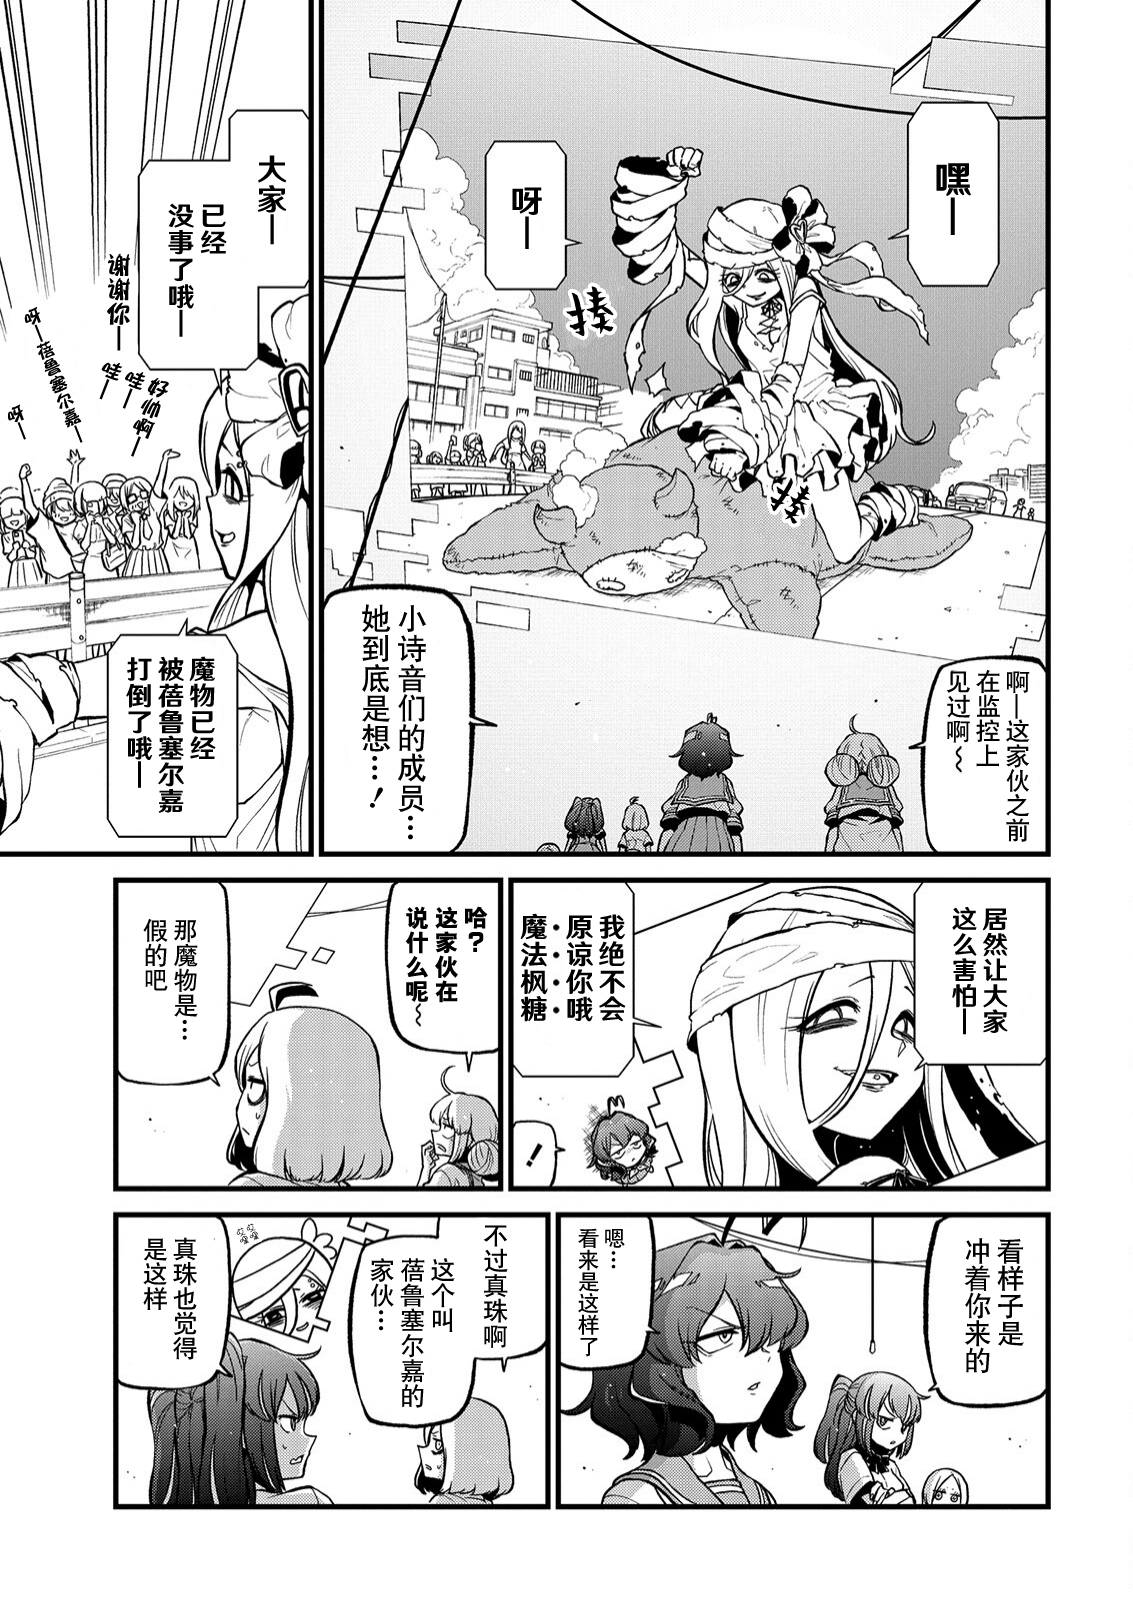 嘿—
呀—
揍
揍
啊—这家伙之前
在监控上
见过啊～
小诗音们的成员…
她到底是想…！
大家—
已经
没事了哦—
谢谢你—
好帅啊—
哇—
哇—
呀—蓓鲁塞尔嘉—
呀—
魔物已经
被蓓鲁塞尔嘉
打倒了哦—
居然让大家
这么害怕—
我绝不会
原谅你哦
魔法枫糖
！
哈？
这家伙在
说什么呢～
那魔物是…
假的吧
看样子是
冲着你来的
嗯…
看来是这样了
不过真珠啊
这个叫
蓓鲁塞尔嘉的
家伙…
哎嘿
哎嘿
真珠也觉得
是这样